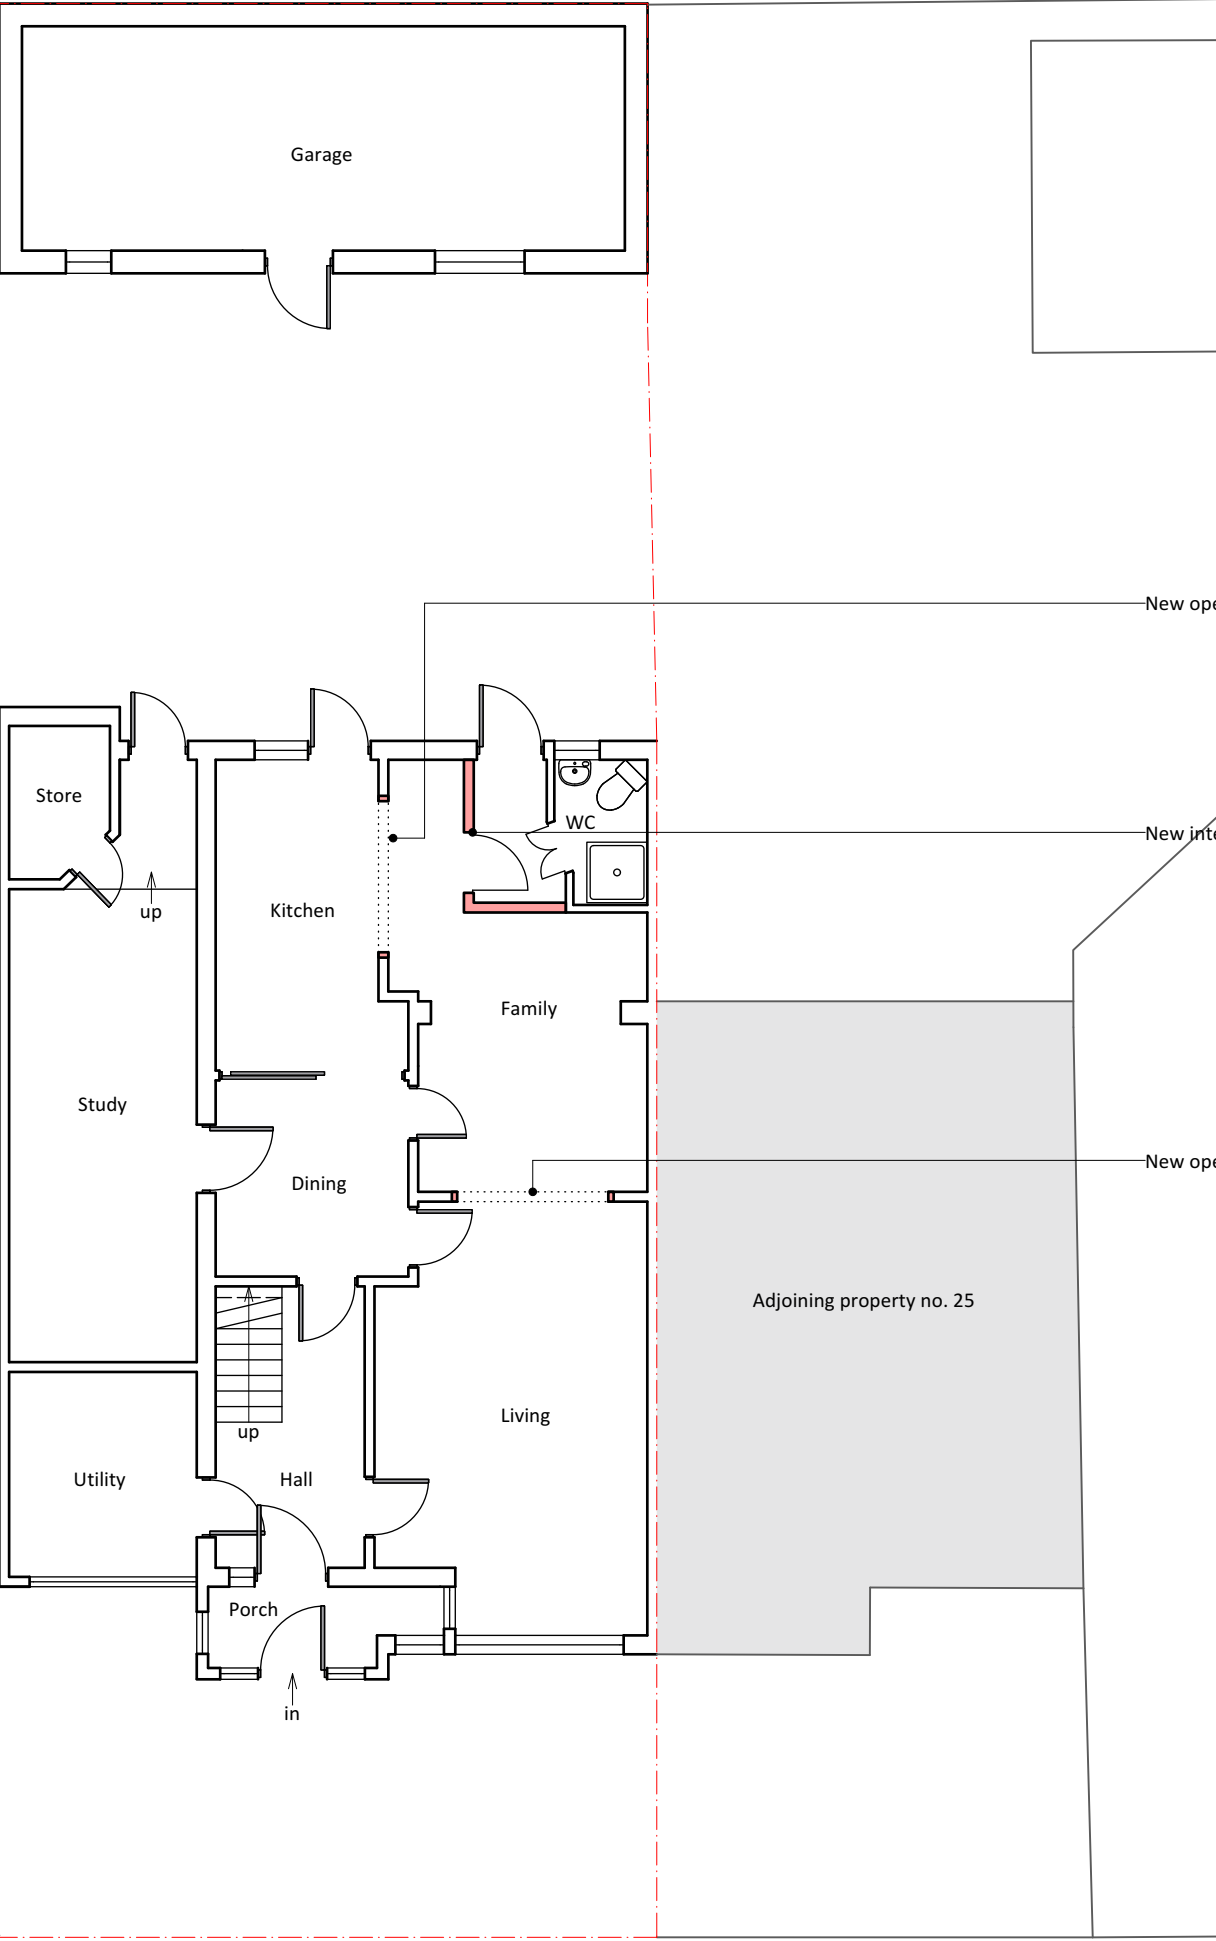 Garage
New ope
Store
WC
New inte
up
Kitchen
Family
Study
New ope
Dining
Adjoining property no. 25
Living
up
Utility
Hall
Porch
in